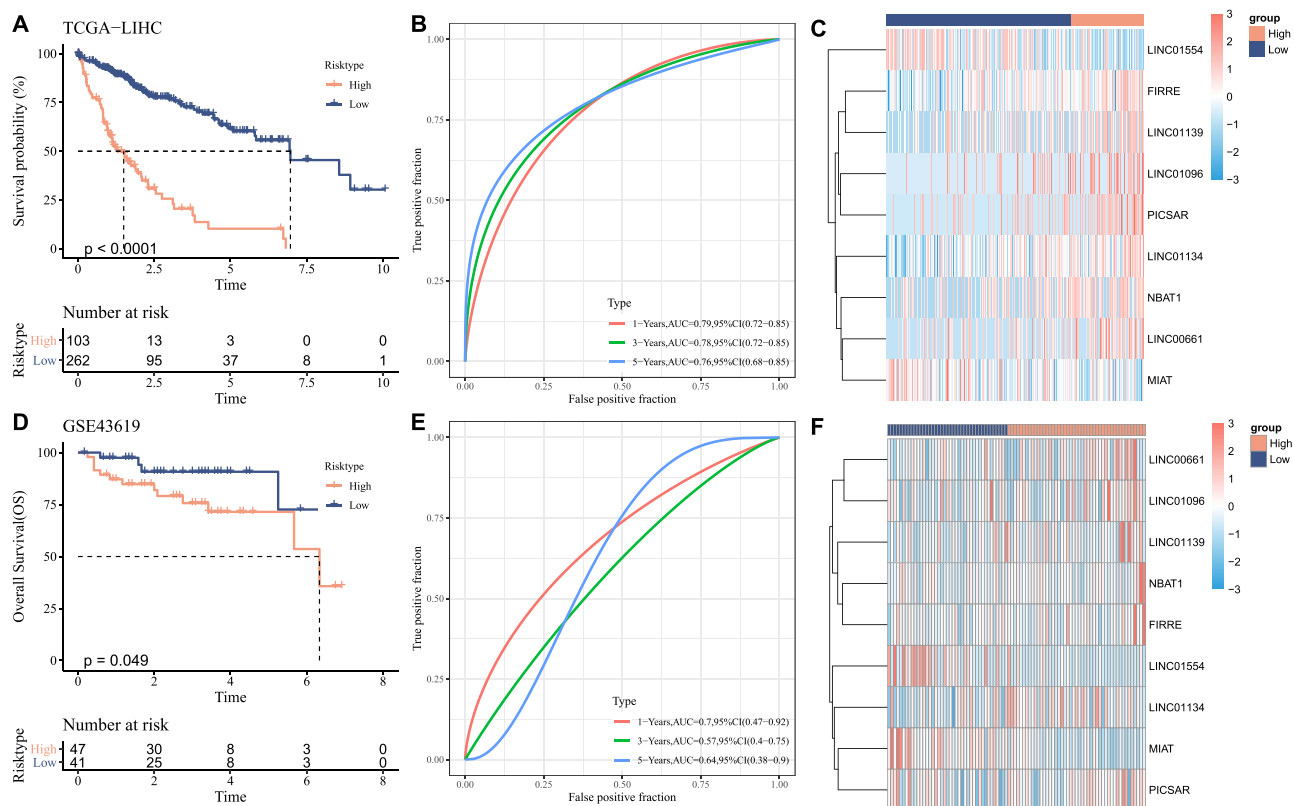 A
TCGA−LIHC
Survival probability (%)
100
75
50
25
0
Risktype
High
Low
p < 0.0001
0
2.5
5
7.5
10
Time
Number at risk
Risktype
High
103
13
3
0
0
Low
262
95
37
8
1
0
2.5
5
7.5
10
Time
B
True positive fraction
1.00
0.75
0.50
0.25
0.00
Type
1−Years,AUC=0.79,95%CI(0.72−0.85)
3−Years,AUC=0.78,95%CI(0.72−0.85)
5−Years,AUC=0.76,95%CI(0.68−0.85)
0.00
0.25
0.50
0.75
1.00
False positive fraction
C
LINC01554
FIRRE
LINC01139
LINC01096
PICSAR
LINC01134
NBAT1
LINC00661
MIAT
3
2
1
0
−1
−2
−3
group
High
Low
D
GSE43619
Overall Survival(OS)
100
75
50
25
0
Risktype
High
Low
p = 0.049
0
2
4
6
8
Time
Number at risk
Risktype
High
47
30
8
3
0
Low
41
25
8
3
0
0
2
4
6
8
Time
E
True positive fraction
1.00
0.75
0.50
0.25
0.00
Type
1−Years,AUC=0.7,95%CI(0.47−0.92)
3−Years,AUC=0.57,95%CI(0.4−0.75)
5−Years,AUC=0.64,95%CI(0.38−0.9)
0.00
0.25
0.50
0.75
1.00
False positive fraction
F
LINC00661
LINC01096
LINC01139
NBAT1
FIRRE
LINC01554
LINC01134
MIAT
PICSAR
3
2
1
0
−1
−2
−3
group
High
Low